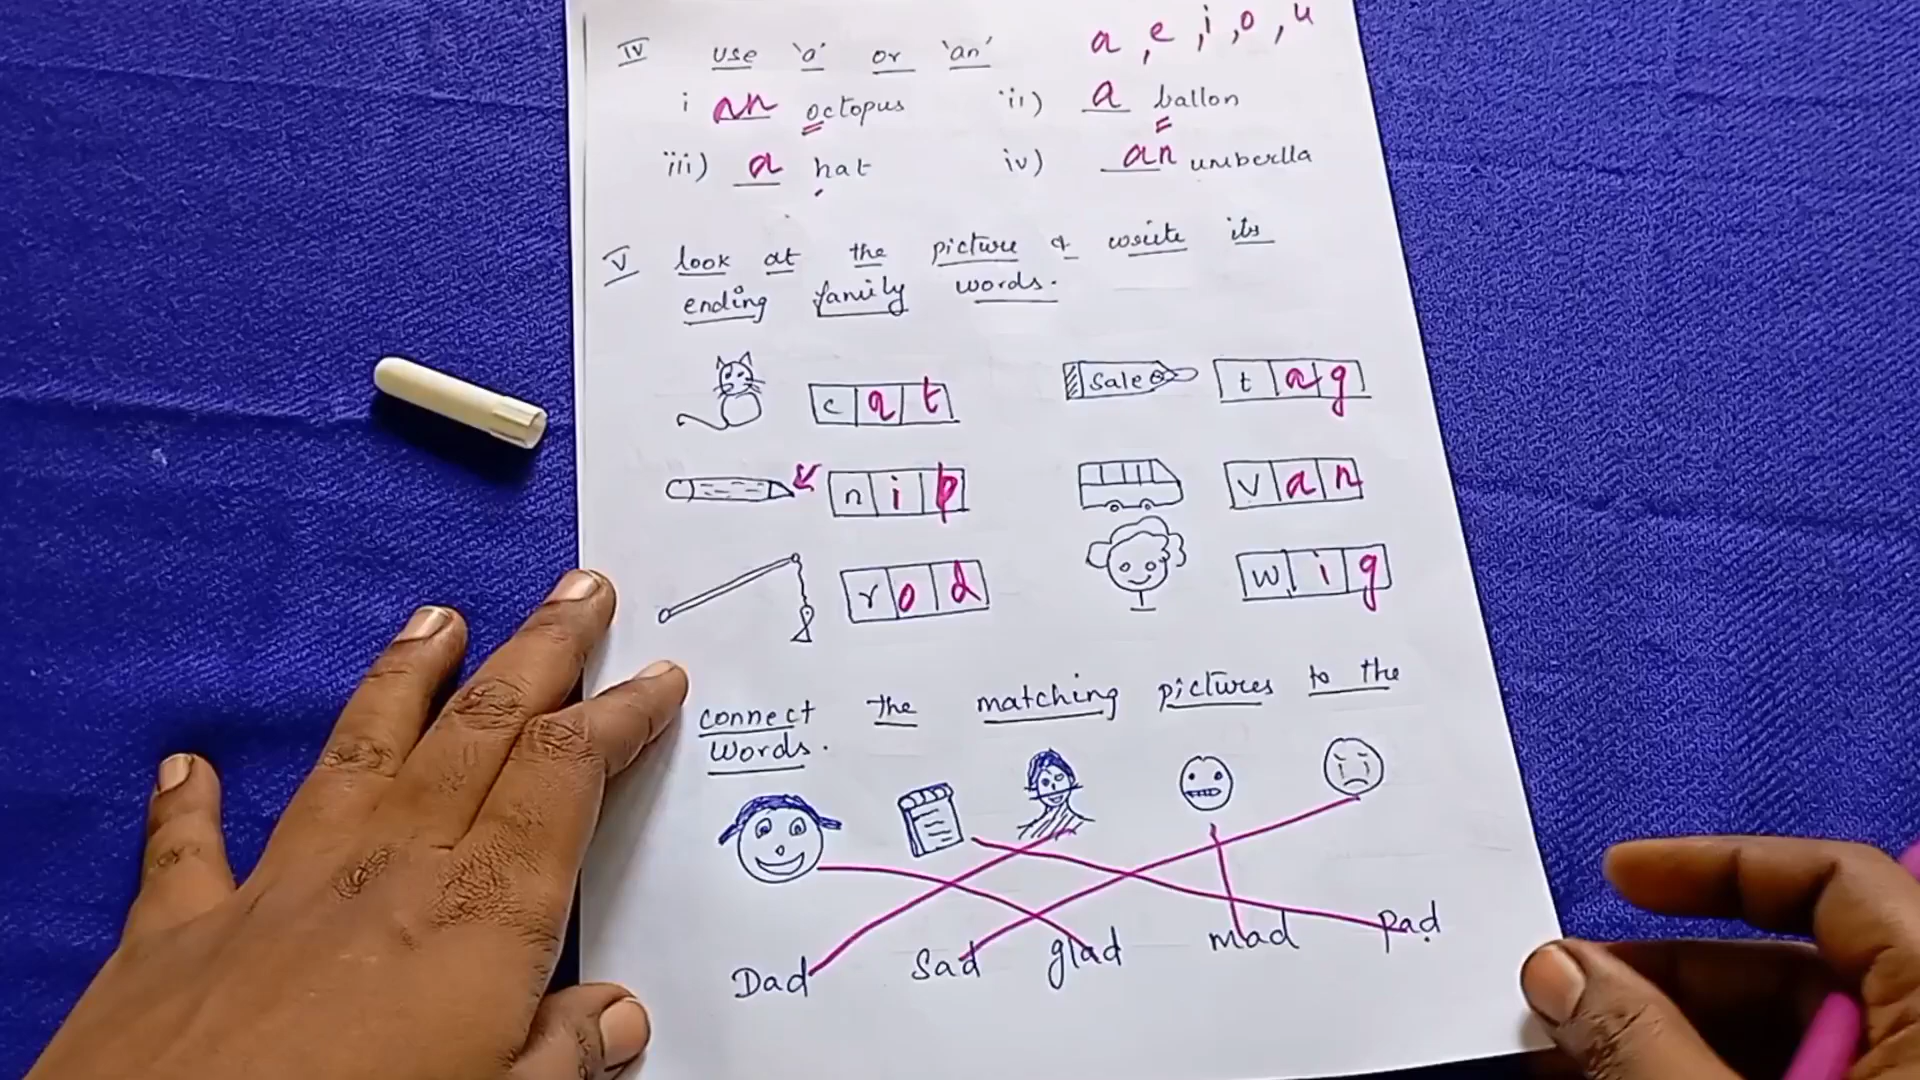 a, e, i, o, u
IV use 'a' or 'an'
i an octopus ii) a ballon
iii) a hat iv) an umberlla
V look at the picture & write its
ending family words.
Sale
c a t t a g
n i p v a n
r o d w i g
connect the matching pictures to the
words.
Dad Sad glad mad Pad